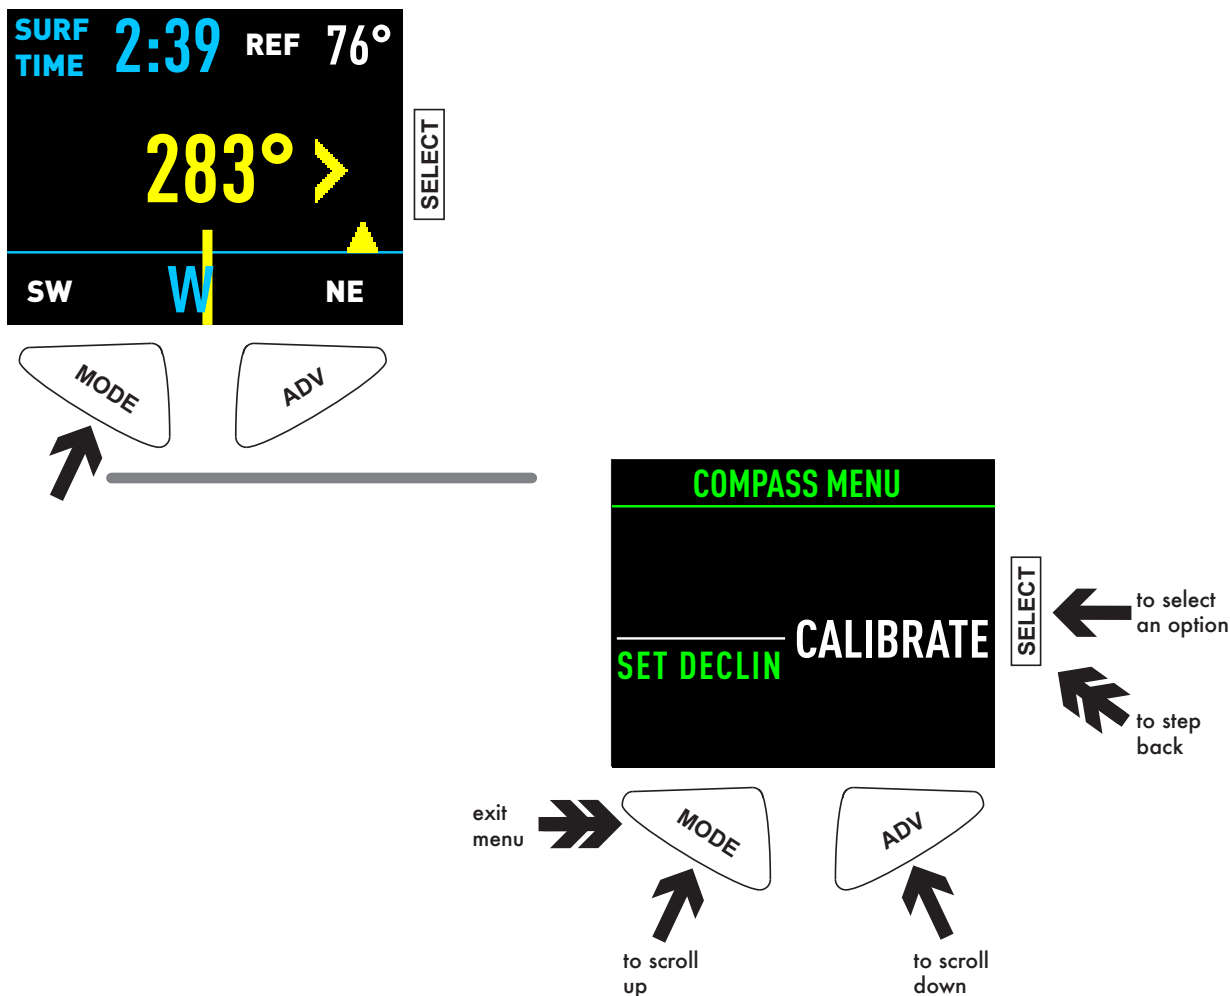 SURF TIME 2:39 REF 76°
283°
SELECT
SW W NE
MODE ADV
COMPASS MENU
CALIBRATE
SET DECLIN
SELECT
to select
an option
to step
back
exit
menu
MODE ADV
to scroll
up
to scroll
down